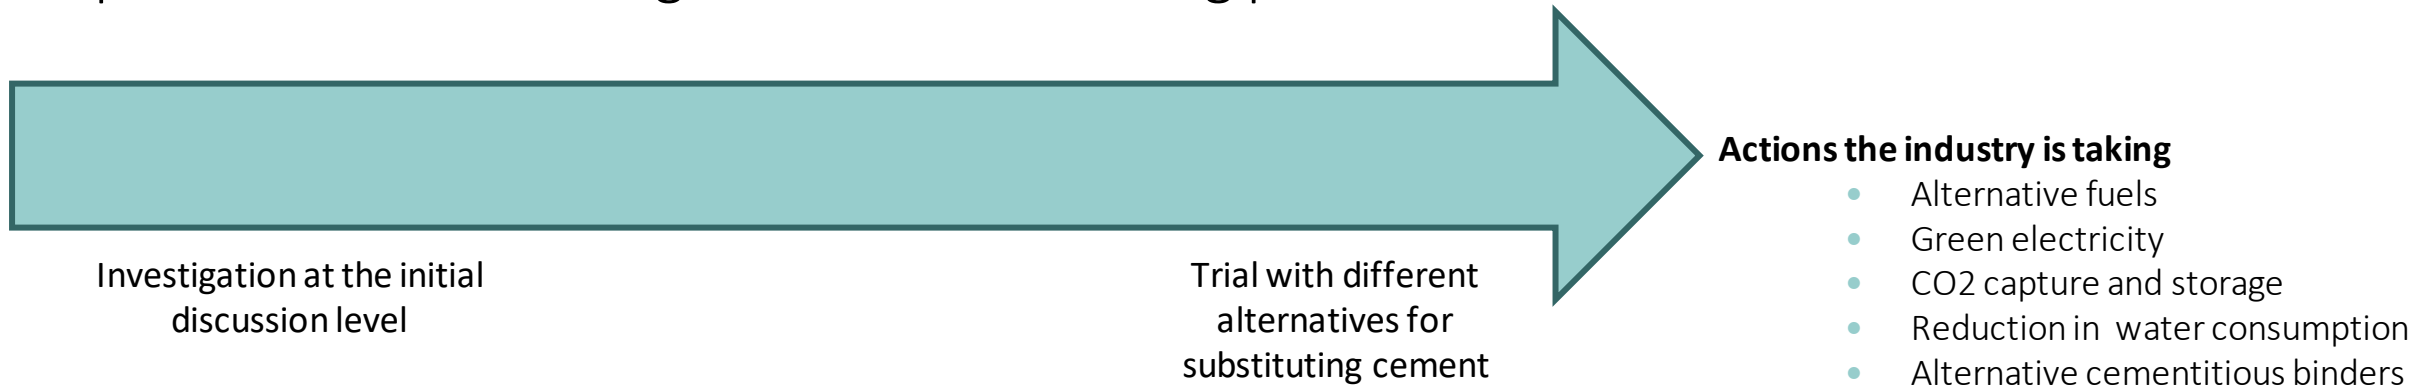 Actions the industry is taking
• Alternative fuels
• Green electricity
• CO2 capture and storage
• Reduction in water consumption
• Alternative cementitious binders
Investigation at the initial
discussion level
Trial with different
alternatives for
substituting cement